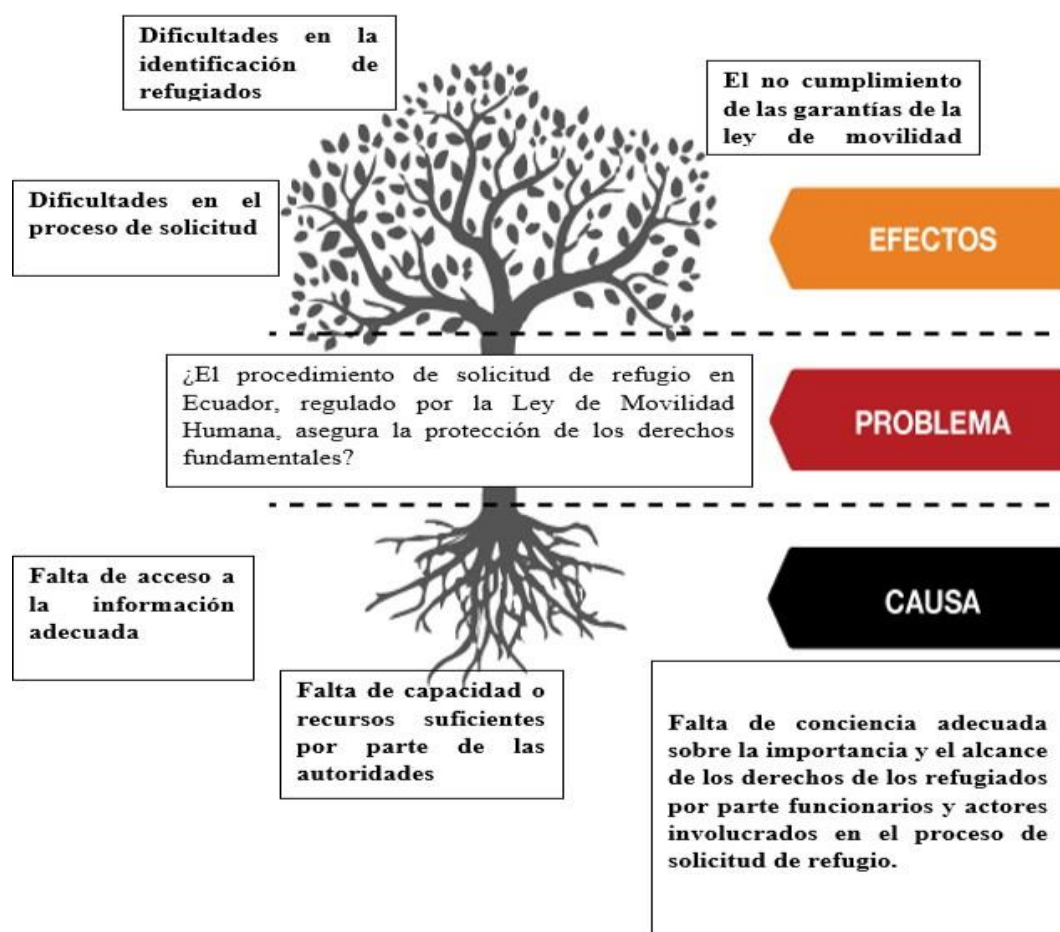 Dificultades en la
identificación de
refugiados
El no cumplimiento
de las garantías de la
ley de movilidad
Dificultades en el
proceso de solicitud
EFECTOS
¿El procedimiento de solicitud de refugio en
Ecuador, regulado por la Ley de Movilidad
Humana, asegura la protección de los derechos
fundamentales?
PROBLEMA
Falta de acceso a
la información
adecuada
CAUSA
Falta de capacidad o
recursos suficientes
por parte de las
autoridades
Falta de conciencia adecuada
sobre la importancia y el alcance
de los derechos de los refugiados
por parte funcionarios y actores
involucrados en el proceso de
solicitud de refugio.